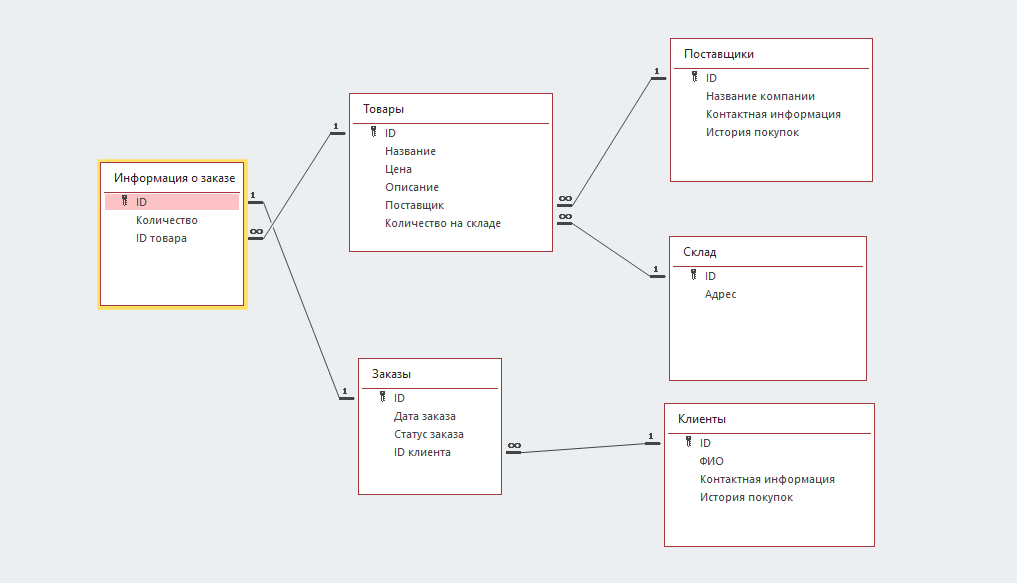 Информация о заказе
ID
Количество
ID товара
1
∞
1
Товары
ID
Название
Цена
Описание
Поставщик
Количество на складе
∞
∞
1
Поставщики
ID
Название компании
Контактная информация
История покупок
1
Склад
ID
Адрес
1
Заказы
ID
Дата заказа
Статус заказа
ID клиента
∞
1
Клиенты
ID
ФИО
Контактная информация
История покупок